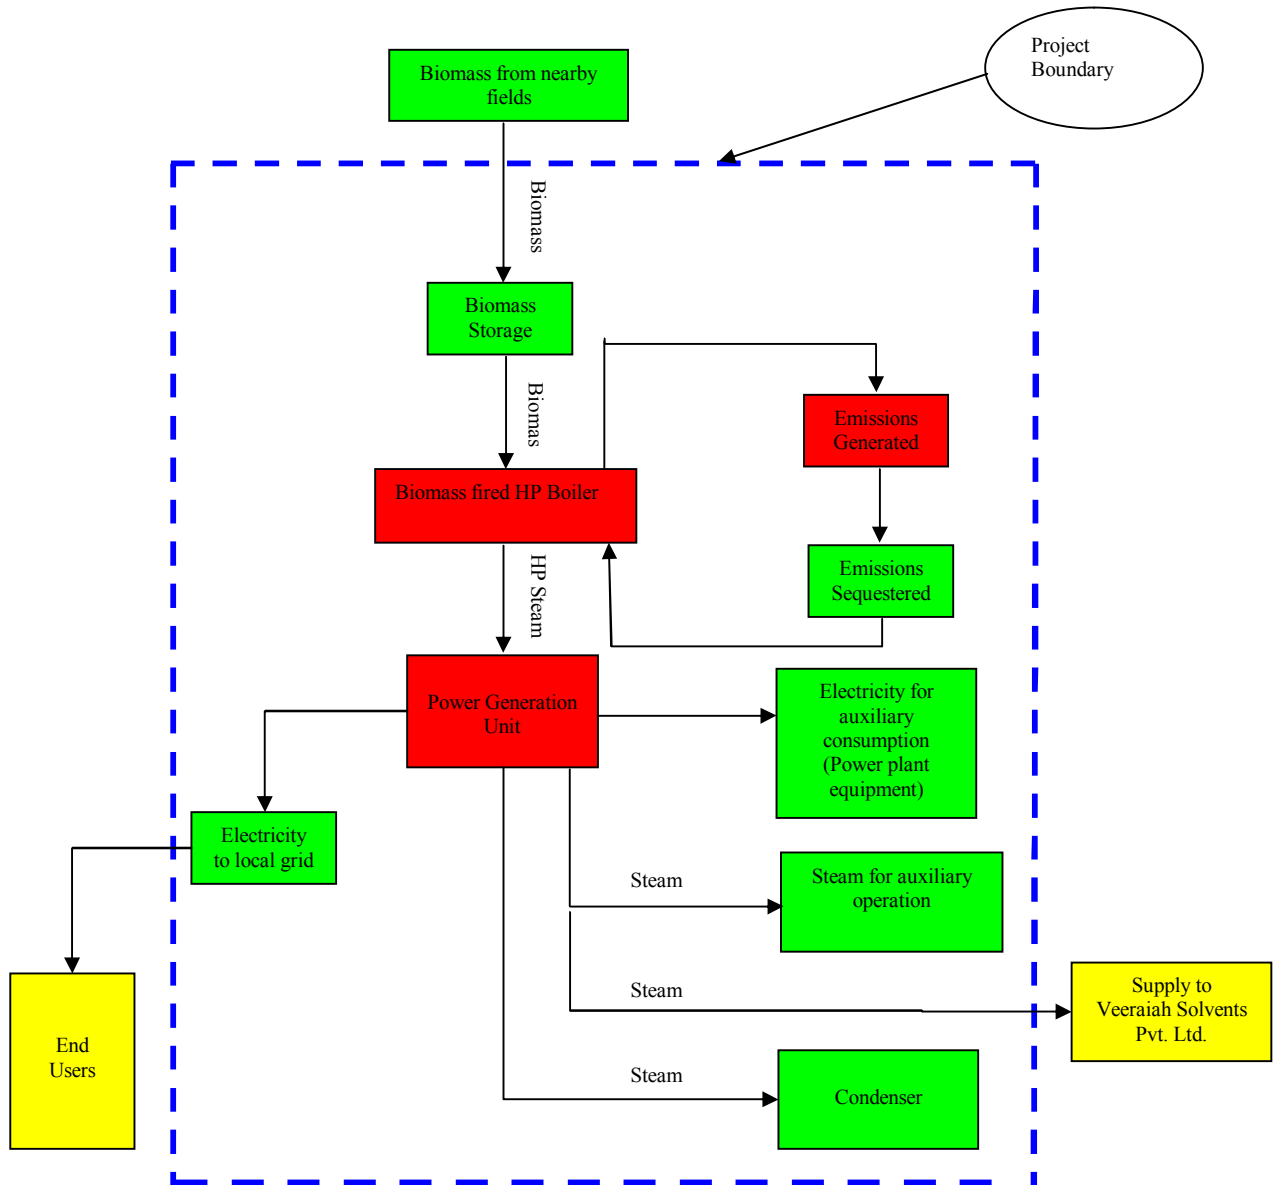 Project
Boundary
Biomass from nearby
fields
Biomass
Biomass
Storage
Biomas
Emissions
Generated
Biomass fired HP Boiler
HP Steam
Emissions
Sequestered
Power Generation
Unit
Electricity for
auxiliary
consumption
(Power plant
equipment)
Electricity
to local grid
Steam
Steam for auxiliary
operation
Steam
Supply to
Veeraiah Solvents
Pvt. Ltd.
End
Users
Steam
Condenser